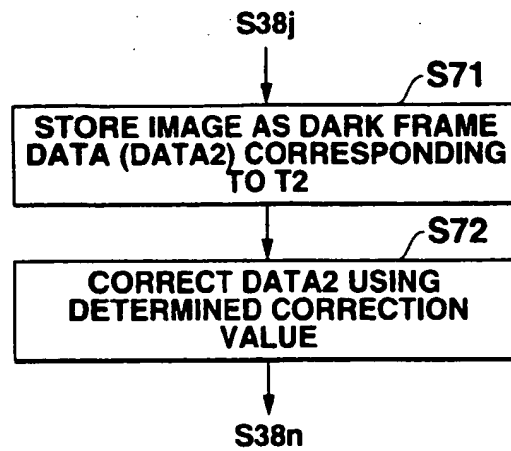 S38j
S71
STORE IMAGE AS DARK FRAME
DATA (DATA2) CORRESPONDING
TO T2
S72
CORRECT DATA2 USING
DETERMINED CORRECTION
VALUE
S38n